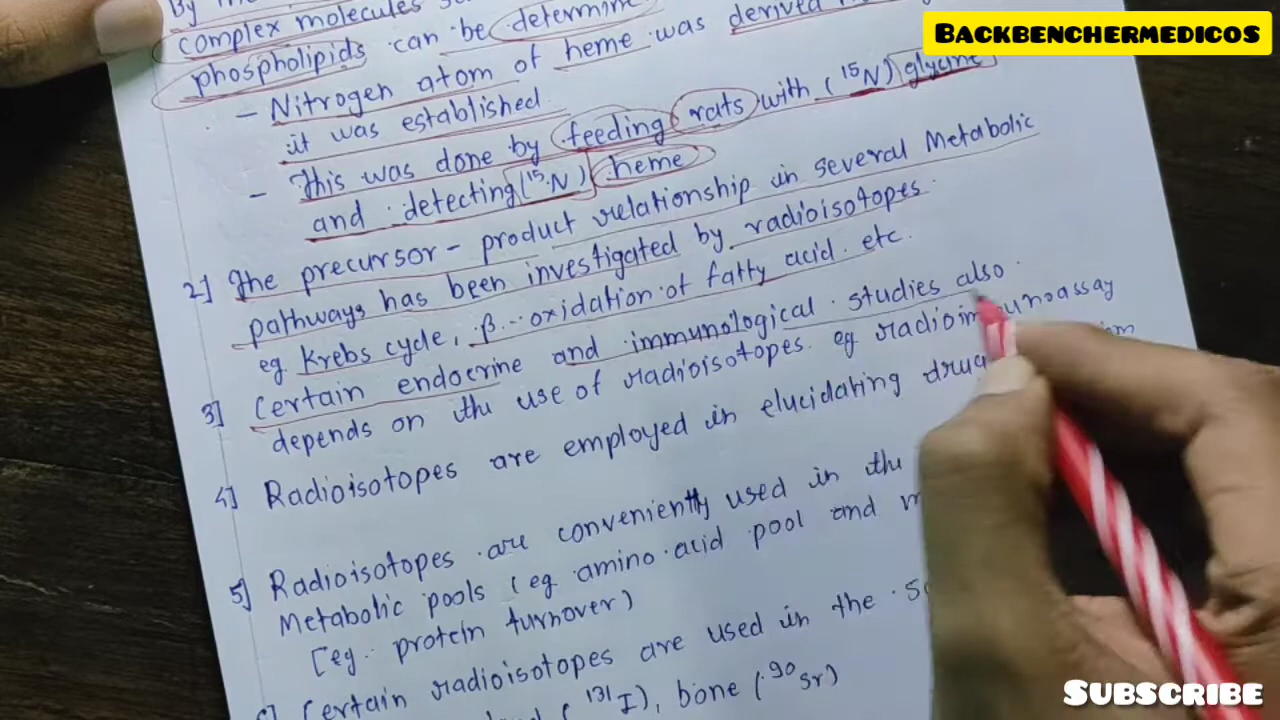 BACKBENCHERMEDICOS
By
complex molecules
phospholipids can be determine
- Nitrogen atom of heme was derived
it was established
- This was done by feeding rats with (15N) glycine
and detecting (15N) heme
2] The precursor - product relationship in several Metabolic
pathways has been investigated by radioisotopes.
eg Krebs cycle, β-oxidation of fatty acid etc.
3] Certain endocrine and immunological studies also
depends on the use of radioisotopes. eg radioimmunoassay
4] Radioisotopes are employed in elucidating drug
5] Radioisotopes are conveniently used in the
Metabolic pools (eg amino acid pool and
[eg. protein turnover)
Certain radioisotopes are used in the
(131I), bone (90Sr)
SUBSCRIBE